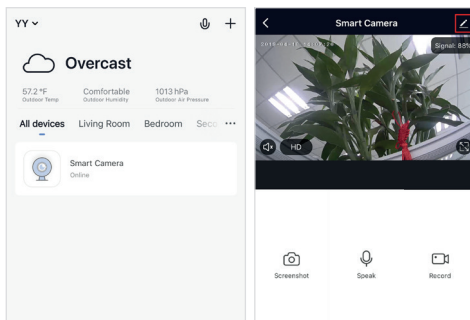 YY
Overcast
57.2 °F
Outdoor Temp
Comfortable
Outdoor Humidity
1013 hPa
Outdoor Air Pressure
All devices Living Room Bedroom Seco ...
Smart Camera
Online
Smart Camera
Signal: 88%
HD
Screenshot
Speak
Record